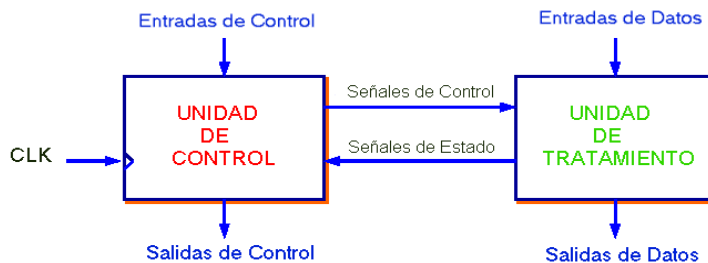 Entradas de Control
Entradas de Datos
Señales de Control
UNIDAD
DE
CONTROL
UNIDAD
DE
TRATAMIENTO
CLK
Señales de Estado
Salidas de Control
Salidas de Datos